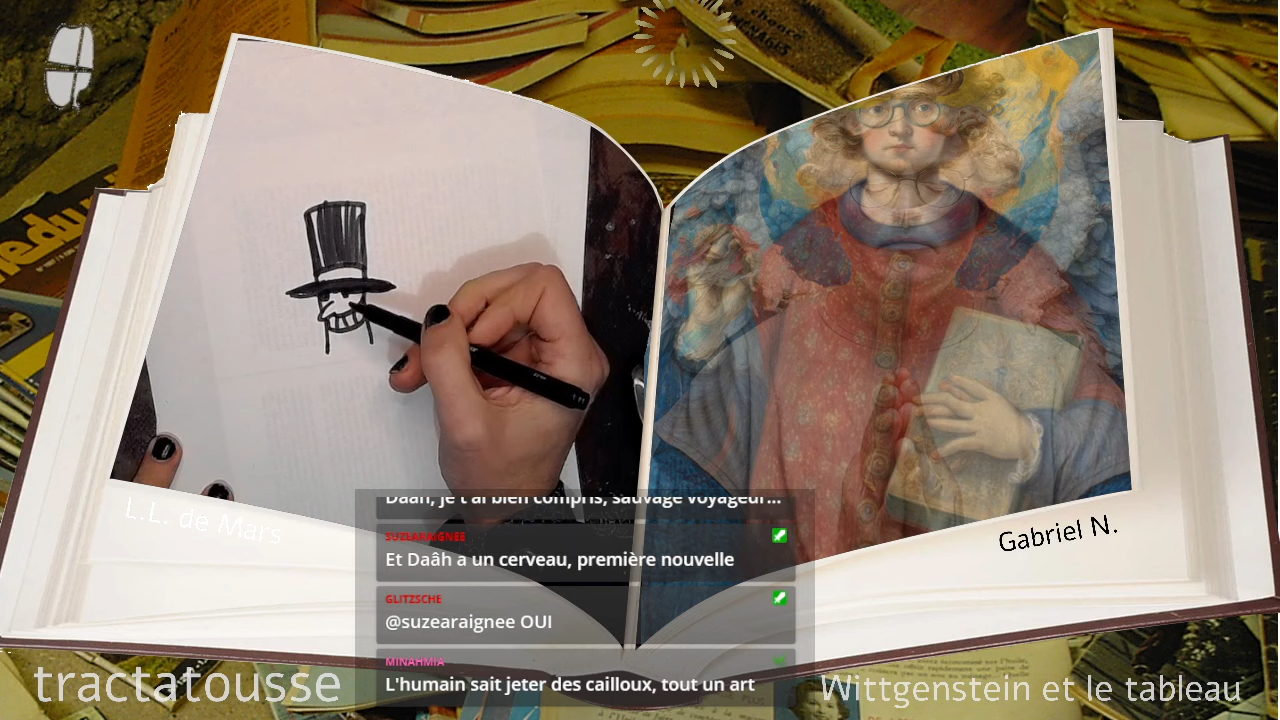 L.L. de Mars
Gabriel N.
Daâh, je t'ai bien compris, sauvage voyageur...
SUZEARAIGNEE
Et Daâh a un cerveau, première nouvelle
GLITZSCHE
@suzearaignee OUI
MINAHMIA
L'humain sait jeter des cailloux, tout un art
tractatousse
Wittgenstein et le tableau